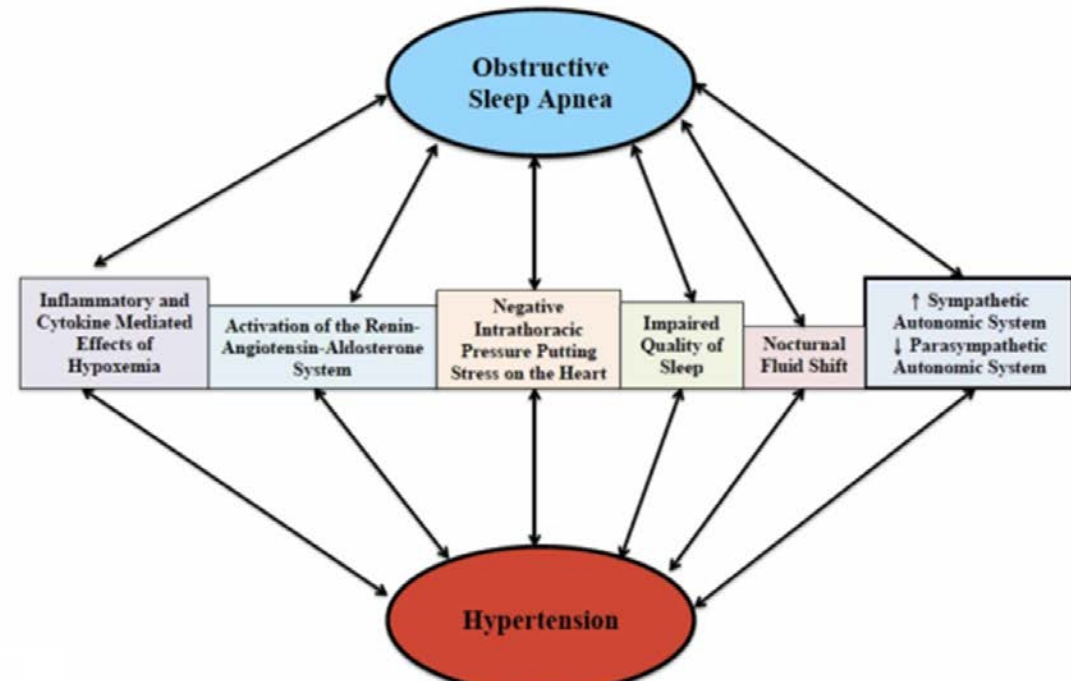 Obstructive
Sleep Apnea
Inflammatory and
Cytokine Mediated
Effects of
Hypoxemia
Activation of the Renin-
Angiotensin-Aldosterone
System
Negative
Intrathoracic
Pressure Putting
Stress on the Heart
Impaired
Quality of
Sleep
Nocturnal
Fluid Shift
↑ Sympathetic
Autonomic System
↓ Parasympathetic
Autonomic System
Hypertension